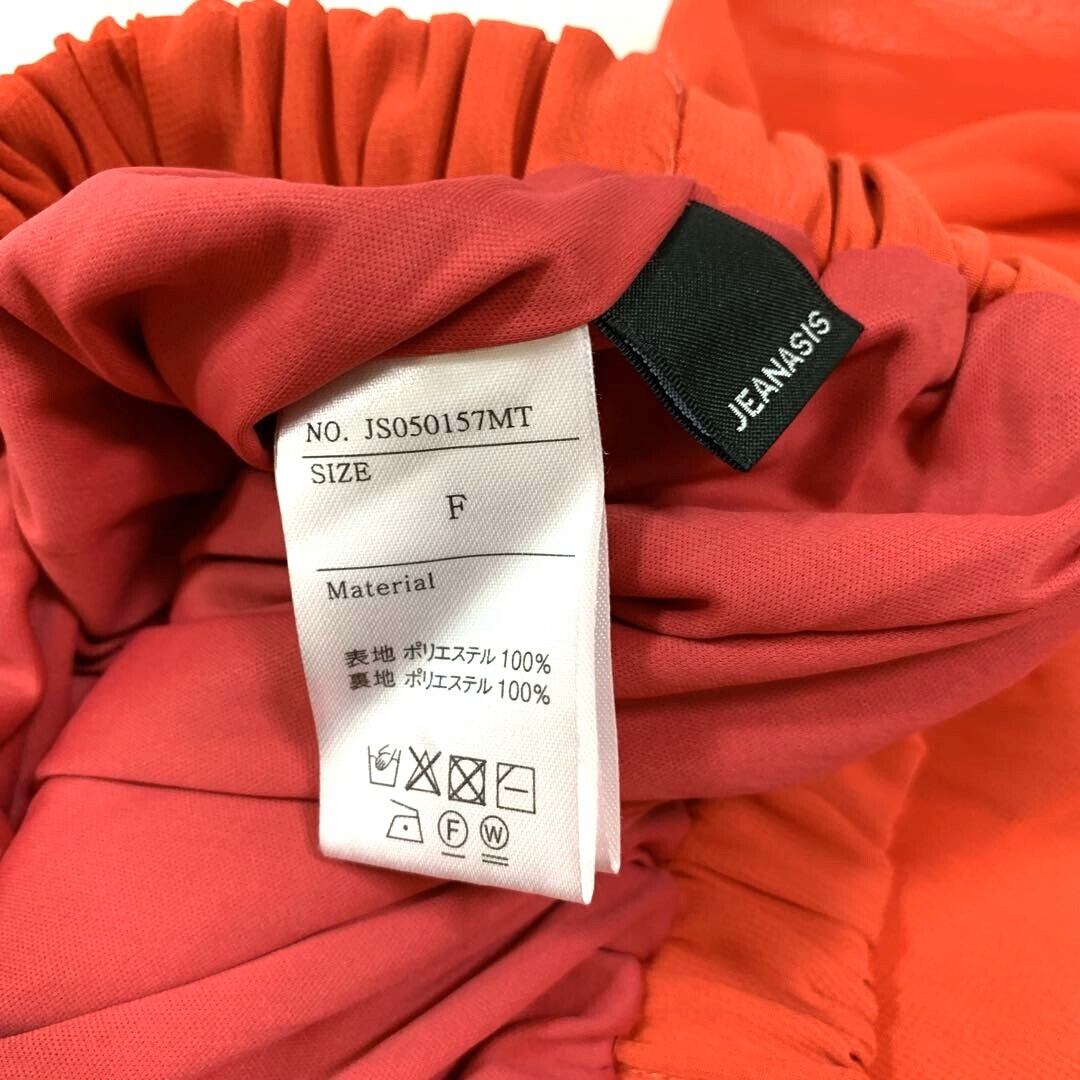 JEANASIS
NO. JS050157MT
SIZE
F
Material
表地 ポリエステル 100%
裏地 ポリエステル 100%
F W